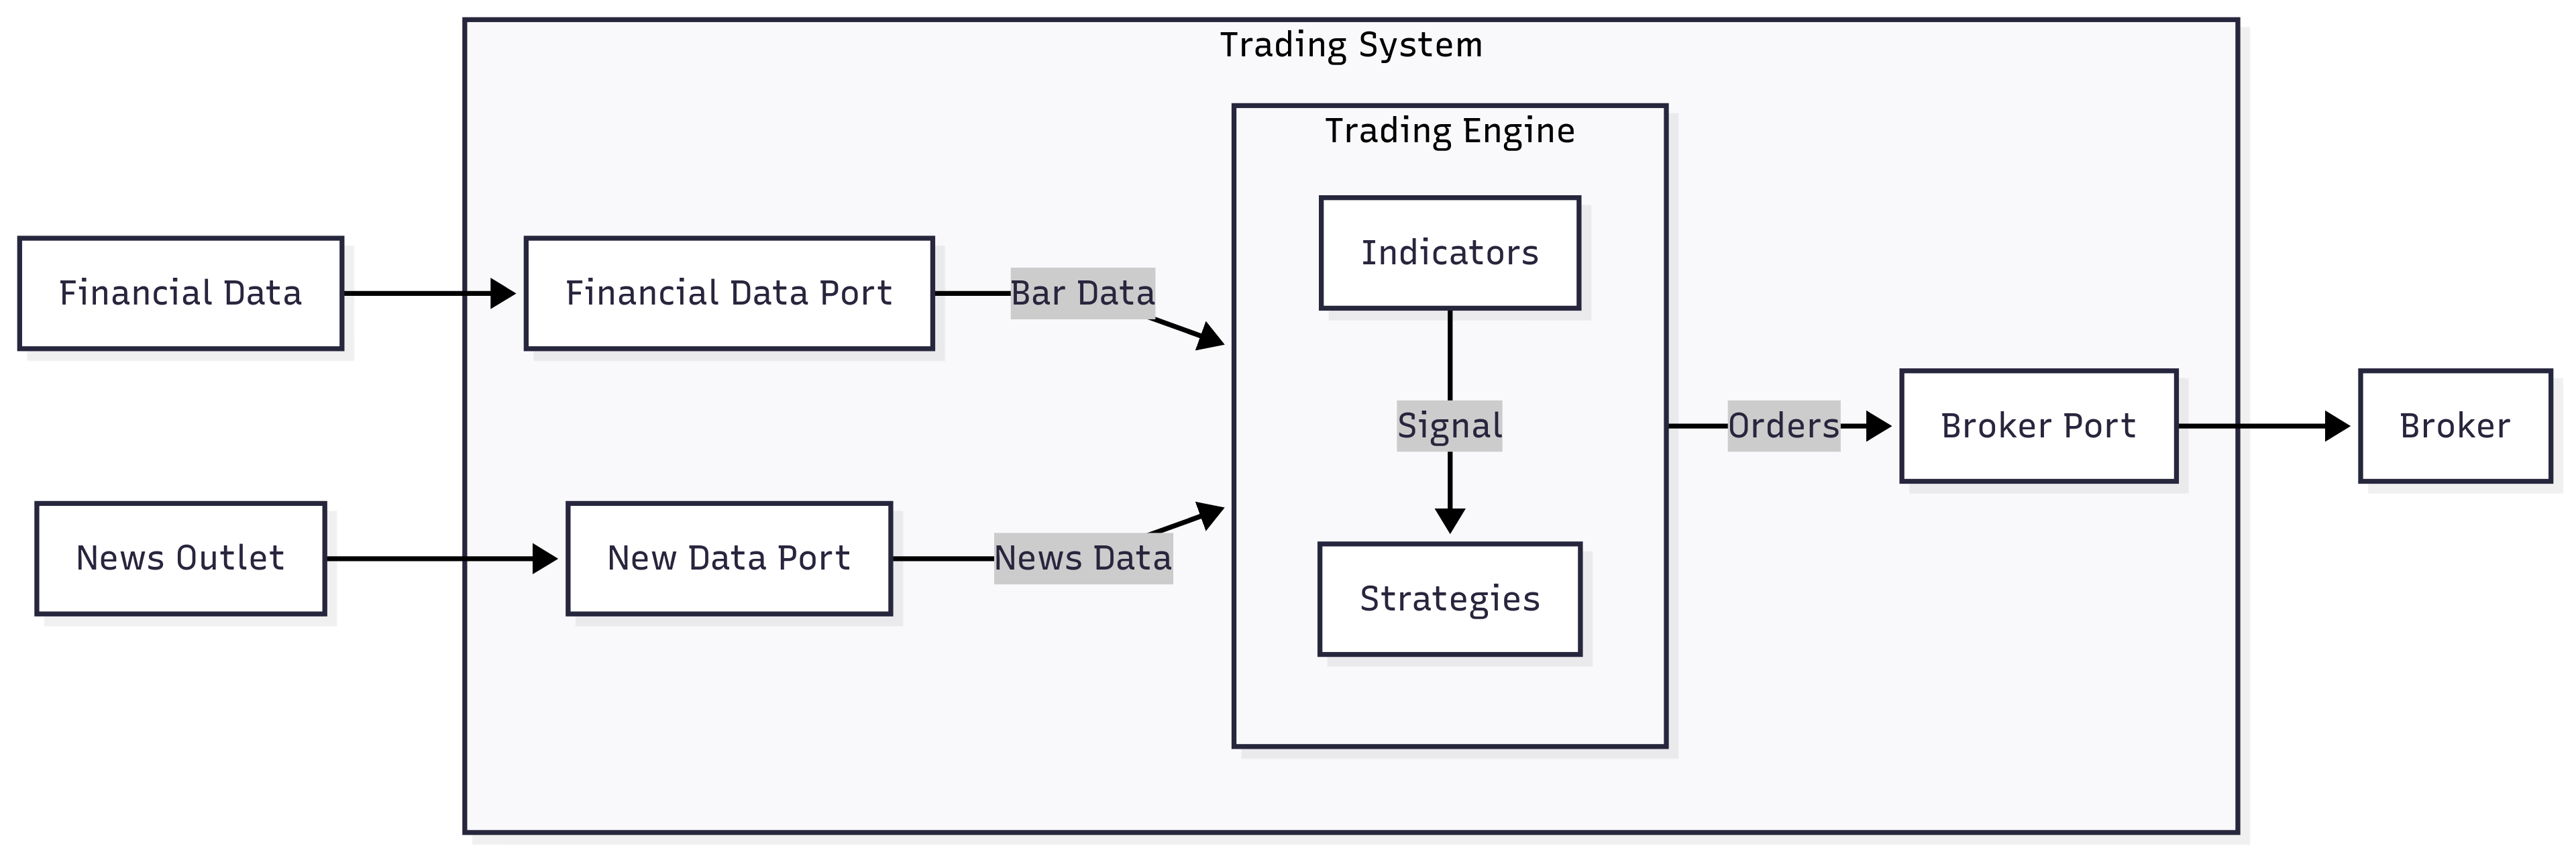 Trading System
Trading Engine
Financial Data
Financial Data Port
Bar Data
Indicators
Signal
Orders
Broker Port
Broker
News Outlet
New Data Port
News Data
Strategies